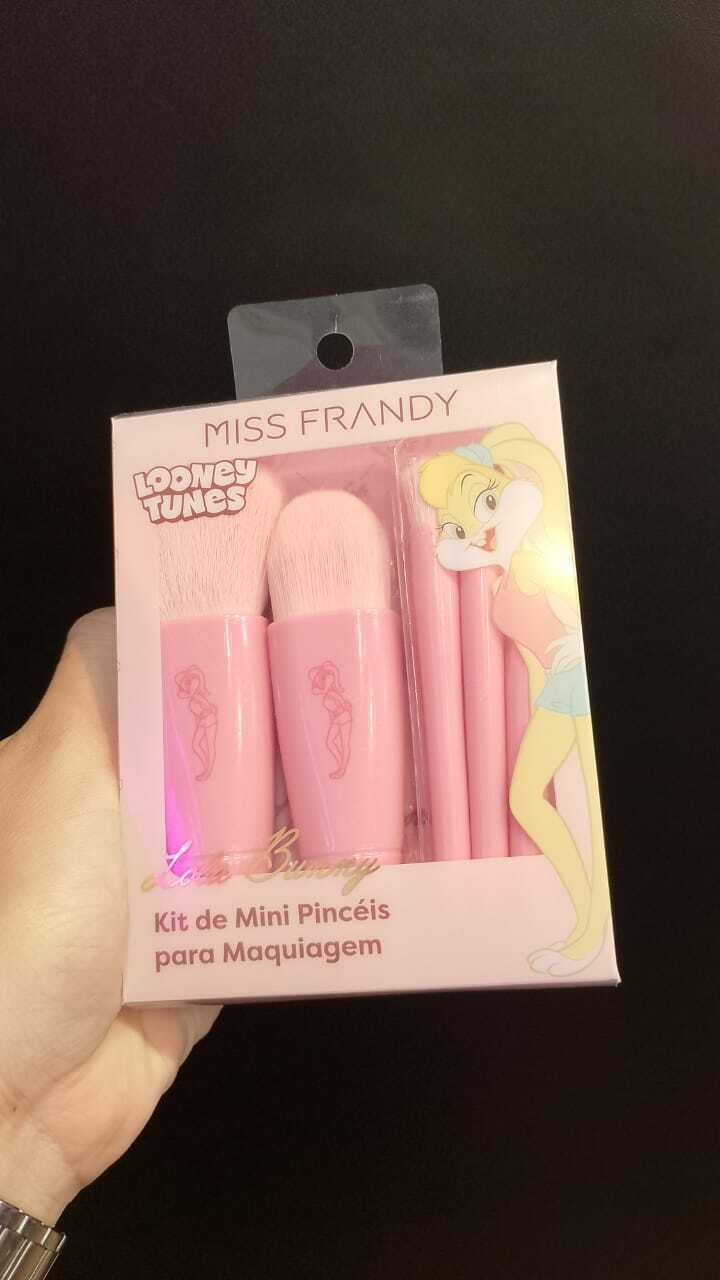 MISS FRANDY
LOONEY
TUNES
Lola Bunny
Kit de Mini Pincéis
para Maquiagem